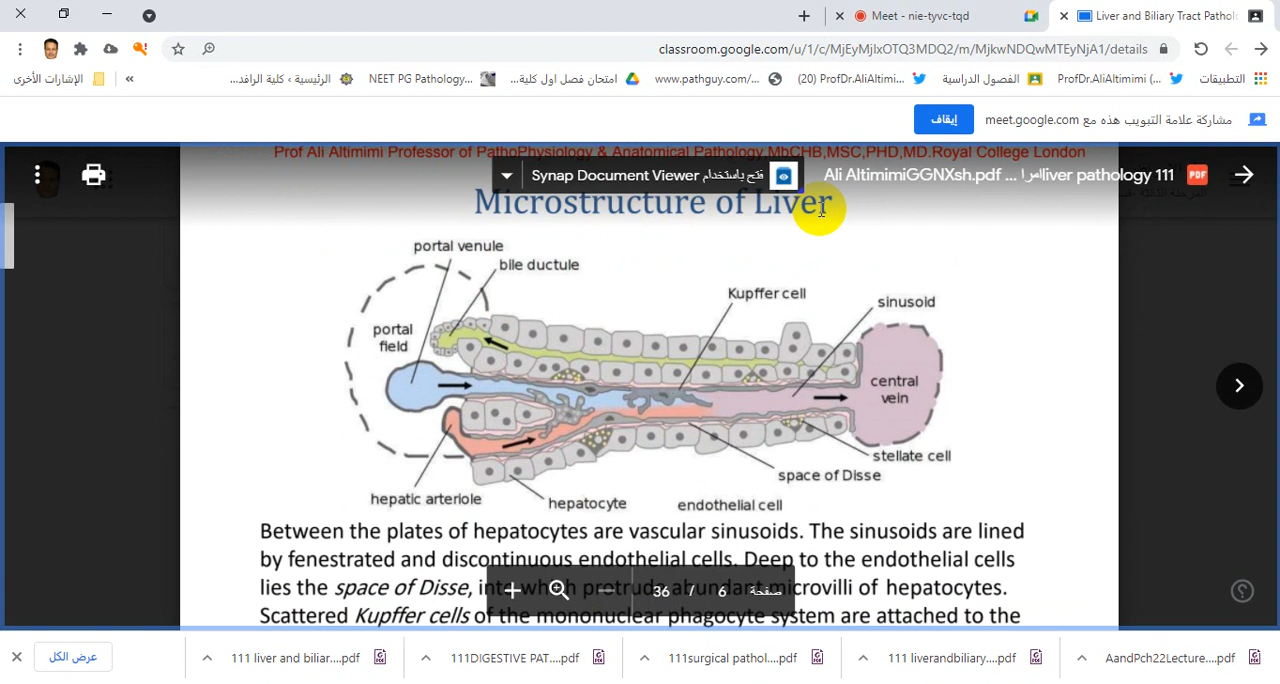 Meet - nie-tyvc-tqd
Liver and Biliary Tract Pathol
classroom.google.com/u/1/c/MjEyMjIxOTQ3MDQ2/m/MjkwNDQwMTEyNjA1/details
التطبيقات
ProfDr.AliAltimimi (...
الفصول الدراسية
(20) ProfDr.AliAltimi...
www.pathguy.com/...
امتحان فصل اول كلية...
NEET PG Pathology...
الرئيسية › كلية الرافد...
«
الإشارات الأخرى
مشاركة علامة التبويب هذه مع meet.google.com
إيقاف
Prof Ali Altimimi Professor of PathoPhysiology & Anatomical Pathology.MbCHB,MSC,PHD,MD.Royal College London
PDF
liver pathology 111
Ali AltimimiGGNXsh.pdf ...
فتح باستخدام Synap Document Viewer
Microstructure of Liver
portal venule
bile ductule
Kupffer cell
sinusoid
portal
field
central
vein
stellate cell
space of Disse
hepatic arteriole
hepatocyte
endothelial cell
Between the plates of hepatocytes are vascular sinusoids. The sinusoids are lined
by fenestrated and discontinuous endothelial cells. Deep to the endothelial cells
lies the space of Disse, into which protrude abundant microvilli of hepatocytes.
Scattered Kupffer cells of the mononuclear phagocyte system are attached to the
صفحة 6 / 36
عرض الكل
111 liver and biliar....pdf
111DIGESTIVE PAT....pdf
111surgical pathol....pdf
111 liverandbiliary....pdf
AandPch22Lecture....pdf